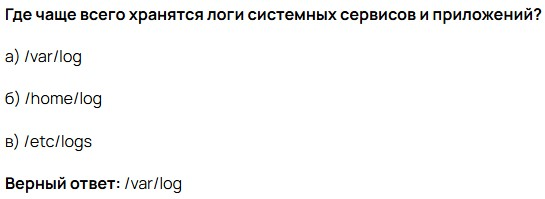 Где чаще всего хранятся логи системных сервисов и приложений?
а) /var/log
б) /home/log
в) /etc/logs
Верный ответ: /var/log